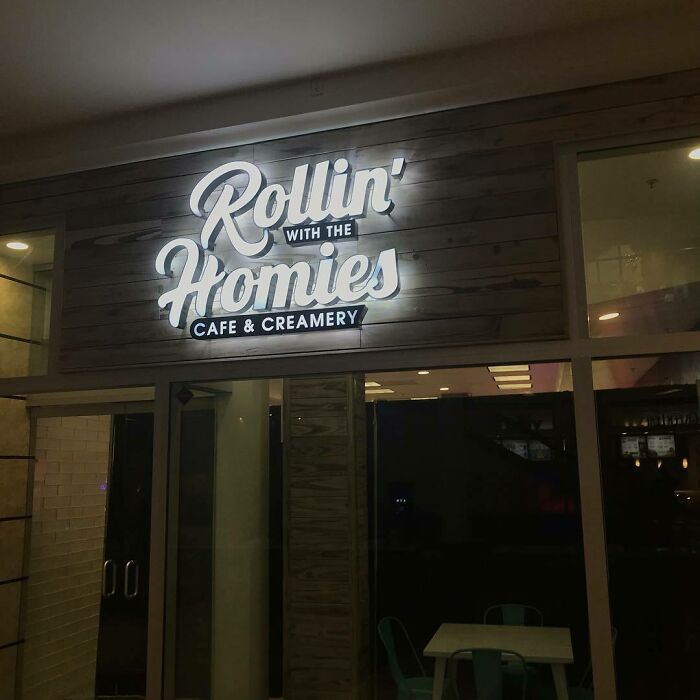 Rollin'
WITH THE
Homies
CAFE & CREAMERY